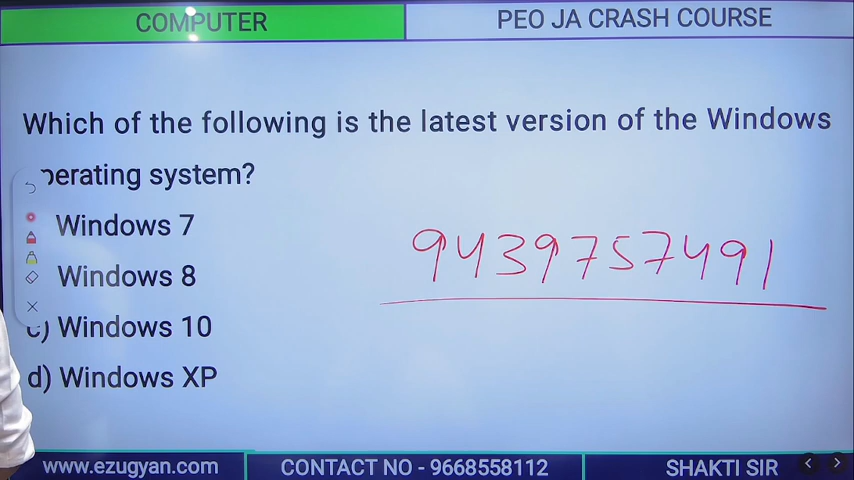 COMPUTER
PEO JA CRASH COURSE
Which of the following is the latest version of the Windows
perating system?
Windows 7
Windows 8
c) Windows 10
d) Windows XP
9439757491
www.ezugyan.com
CONTACT NO - 9668558112
SHAKTI SIR